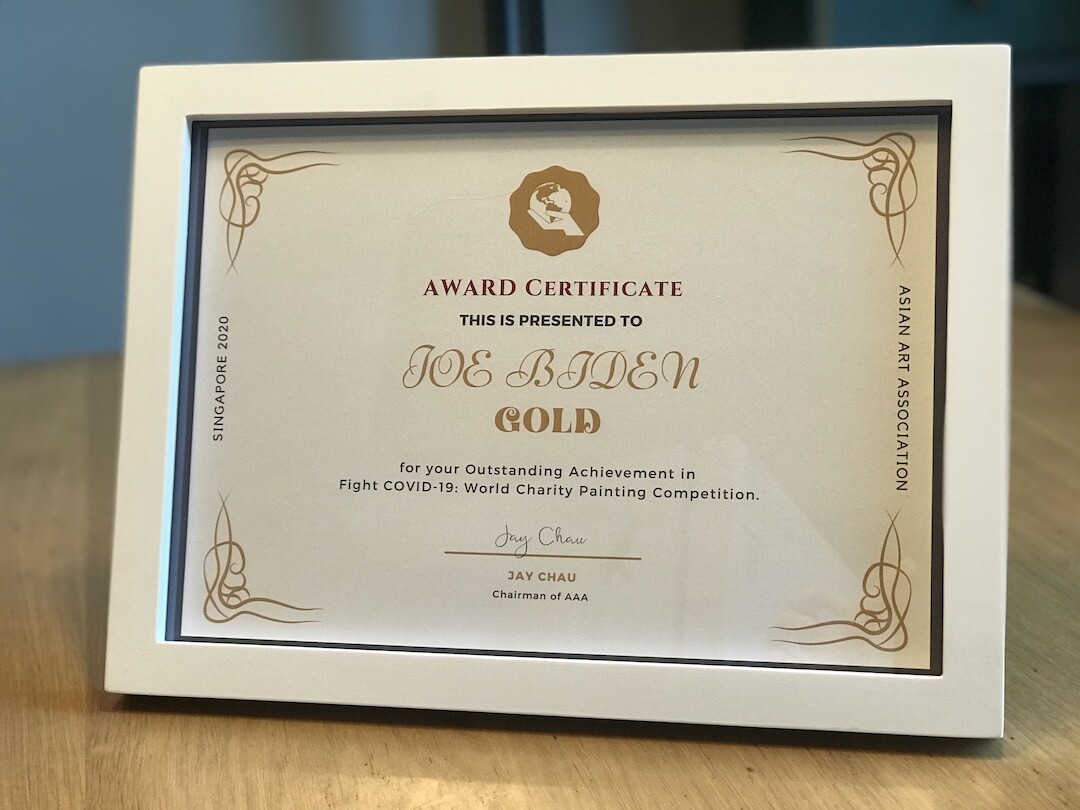 AWARD CERTIFICATE
THIS IS PRESENTED TO
JOE BIDEN
GOLD
for your Outstanding Achievement in
Fight COVID-19: World Charity Painting Competition.
Jay Chau
JAY CHAU
Chairman of AAA
SINGAPORE 2020
ASIAN ART ASSOCIATION